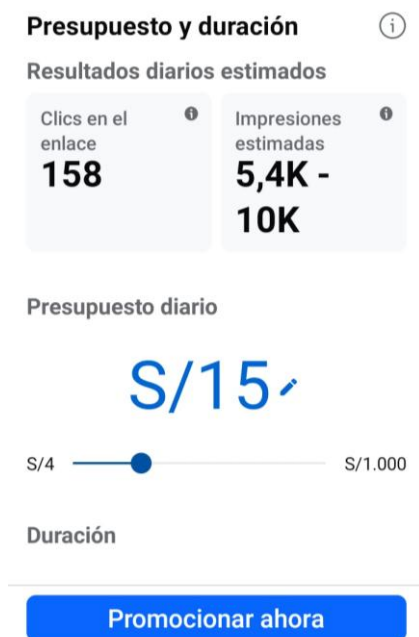 Presupuesto y duración
Resultados diarios estimados
Clics en el
enlace
158
Impresiones
estimadas
5,4K -
10K
Presupuesto diario
S/15
S/4
S/1.000
Duración
Promocionar ahora